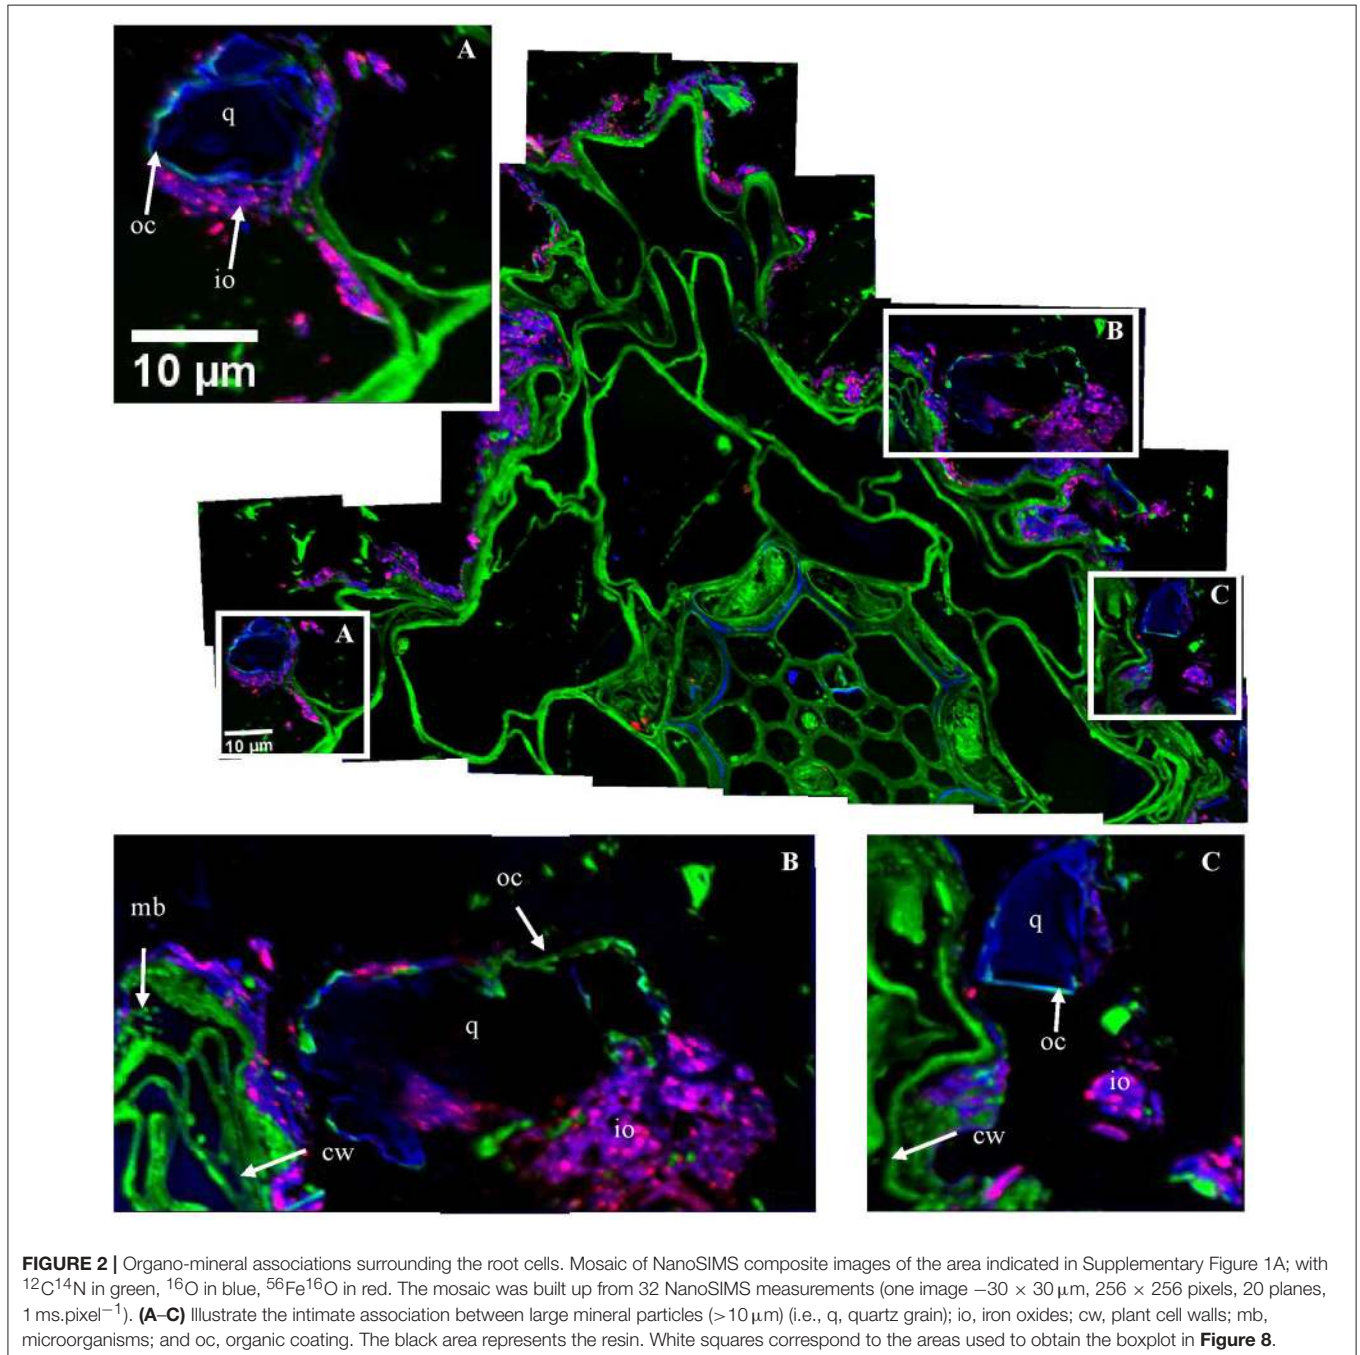 A
q
oc
io
10 µm
B
A
10 µm
C
B
oc
mb
q
io
cw
C
q
oc
io
cw
FIGURE 2 | Organo-mineral associations surrounding the root cells. Mosaic of NanoSIMS composite images of the area indicated in Supplementary Figure 1A; with
¹²C¹⁴N in green, ¹⁶O in blue, ⁵⁶Fe¹⁶O in red. The mosaic was built up from 32 NanoSIMS measurements (one image −30 × 30 µm, 256 × 256 pixels, 20 planes,
1 ms.pixel⁻¹). (A–C) Illustrate the intimate association between large mineral particles (>10 µm) (i.e., q, quartz grain); io, iron oxides; cw, plant cell walls; mb,
microorganisms; and oc, organic coating. The black area represents the resin. White squares correspond to the areas used to obtain the boxplot in Figure 8.